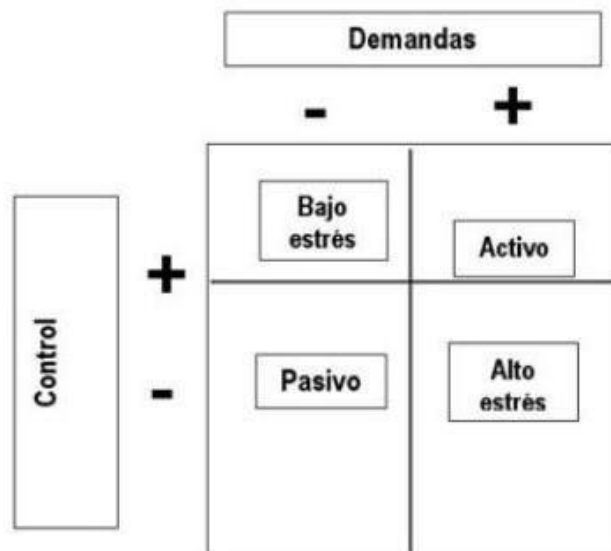 Demandas
- +
Bajo
estrés
Activo
+
Control
-
Pasivo
Alto
estrés